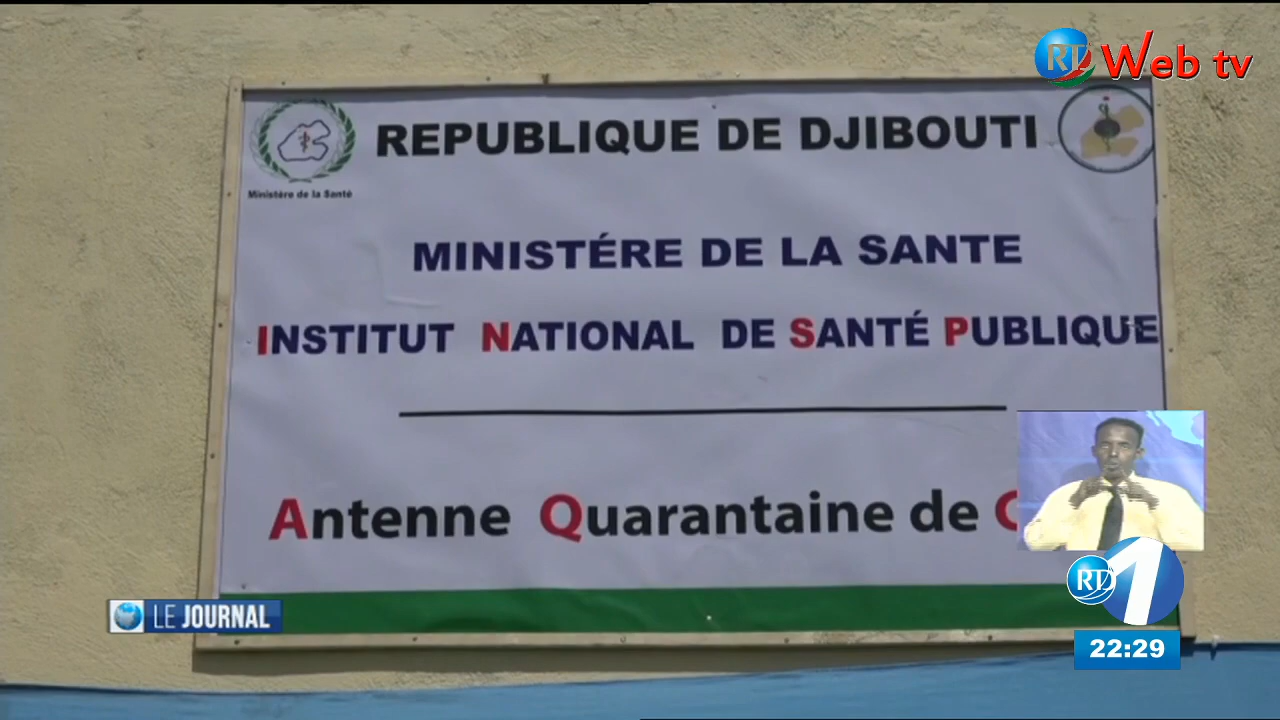 RTD Web tv
REPUBLIQUE DE DJIBOUTI
Ministère de la Santé
MINISTÉRE DE LA SANTE
INSTITUT NATIONAL DE SANTÉ PUBLIQUE
Antenne Quarantaine de
LE JOURNAL
RTD 1
22:29